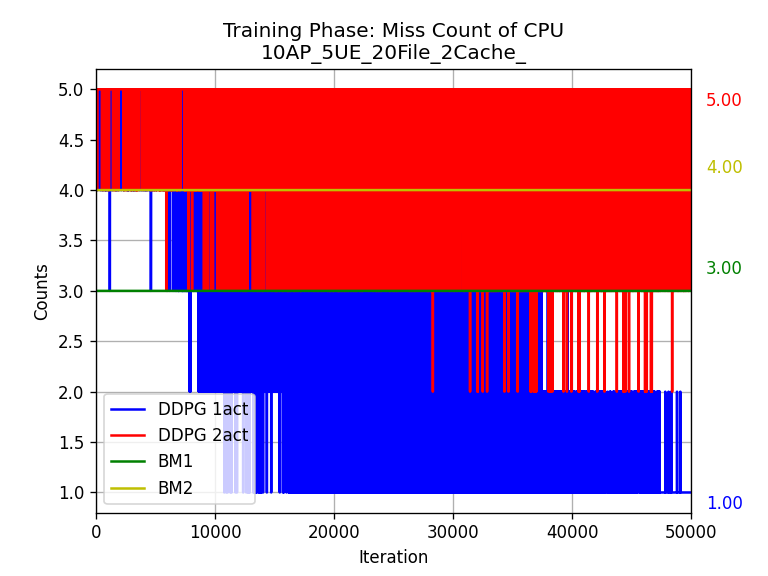 Training Phase: Miss Count of CPU
10AP_5UE_20File_2Cache_
5.0
4.5
4.0
3.5
3.0
2.5
2.0
1.5
1.0
Counts
5.00
4.00
3.00
1.00
DDPG 1act
DDPG 2act
BM1
BM2
0
10000
20000
30000
40000
50000
Iteration